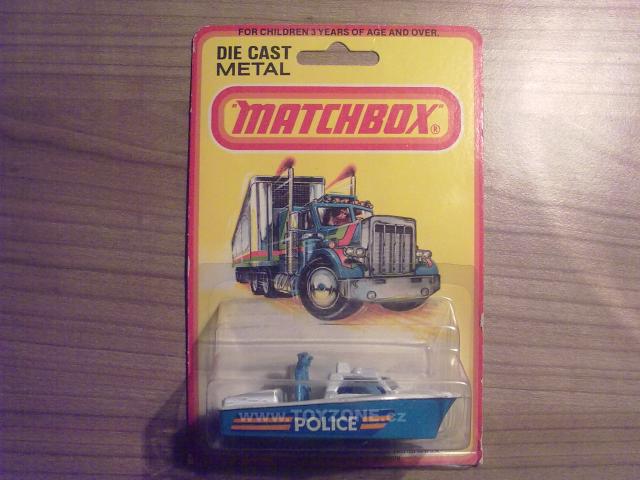 FOR CHILDREN 3 YEARS OF AGE AND OVER.
DIE CAST
METAL
"MATCHBOX"®
www.TOYZONE.cz
POLICE